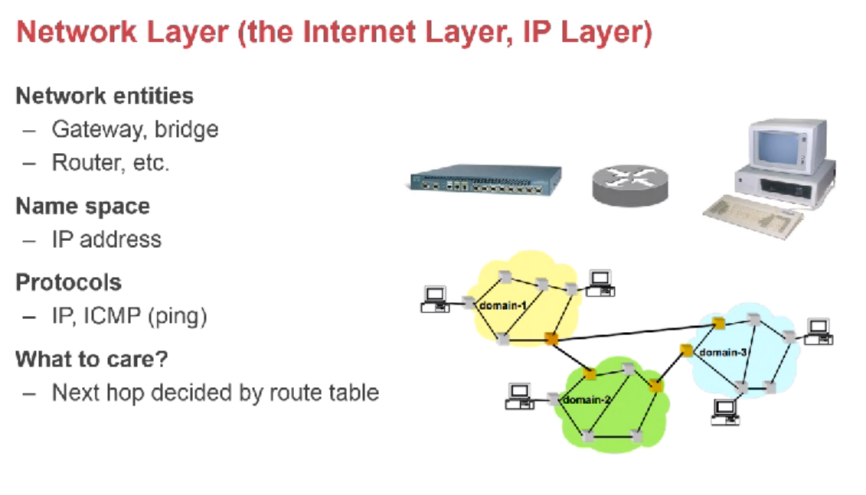 Network Layer (the Internet Layer, IP Layer)
Network entities
– Gateway, bridge
– Router, etc.
Name space
– IP address
Protocols
– IP, ICMP (ping)
What to care?
– Next hop decided by route table
domain-1
domain-3
domain-2